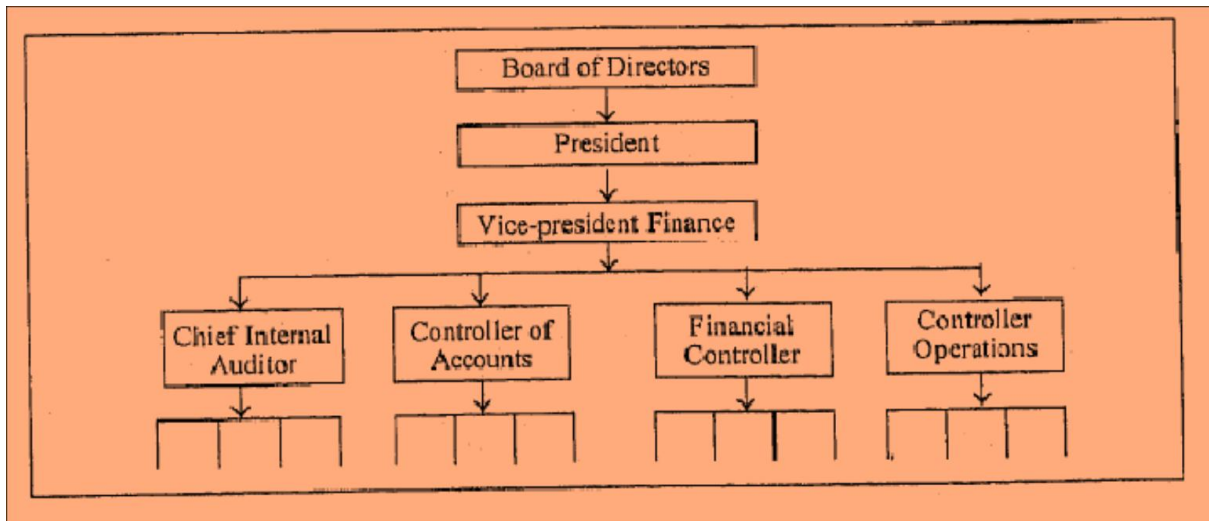 Board of Directors
President
Vice-president Finance
Chief Internal
Auditor
Controller of
Accounts
Financial
Controller
Controller
Operations